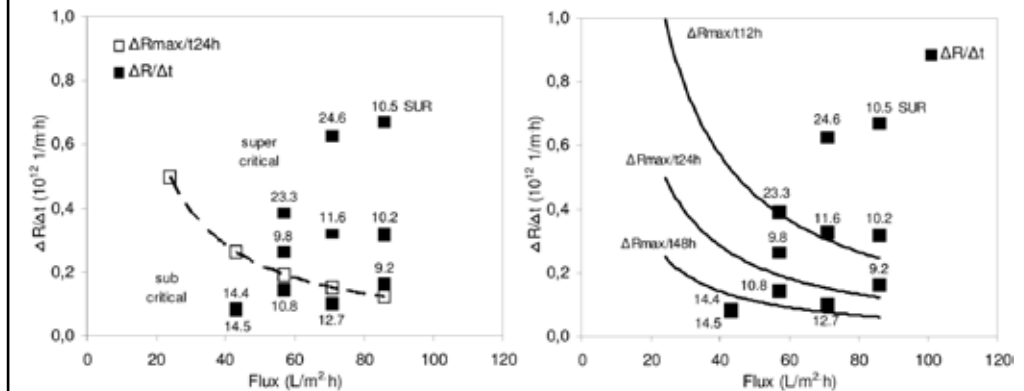 1,0
0,8
0,6
0,4
0,2
0,0
ΔR/Δt (10¹² 1/m·h)
ΔRmax/t24h
ΔR/Δt
super
critical
sub
critical
24.6
10.5 SUR
23.3
11.6
10.2
9.8
9.2
14.4
10.8
14.5
12.7
0 20 40 60 80 100 120
Flux (L/m²·h)
1,0
0,8
0,6
0,4
0,2
0,0
ΔR/Δt (10¹² 1/m·h)
ΔRmax/t12h
ΔR/Δt
10.5 SUR
24.6
ΔRmax/t24h
23.3
11.6
10.2
ΔRmax/t48h
9.8
9.2
10.8
14.4
14.5
12.7
0 20 40 60 80 100 120
Flux (L/m²·h)